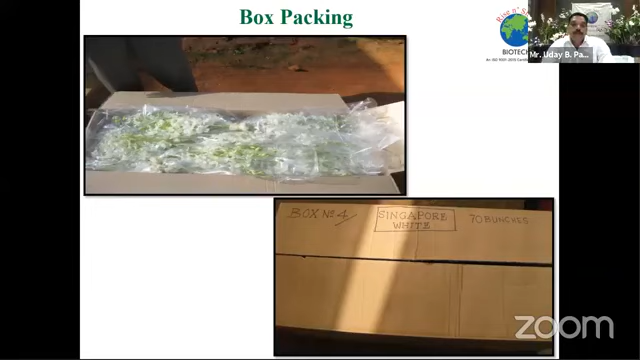 Box Packing
BIOTECH
Mr. Uday B. Pa...
BOX Nº 4
SINGAPORE
WHITE
70 BUNCHES
zoom